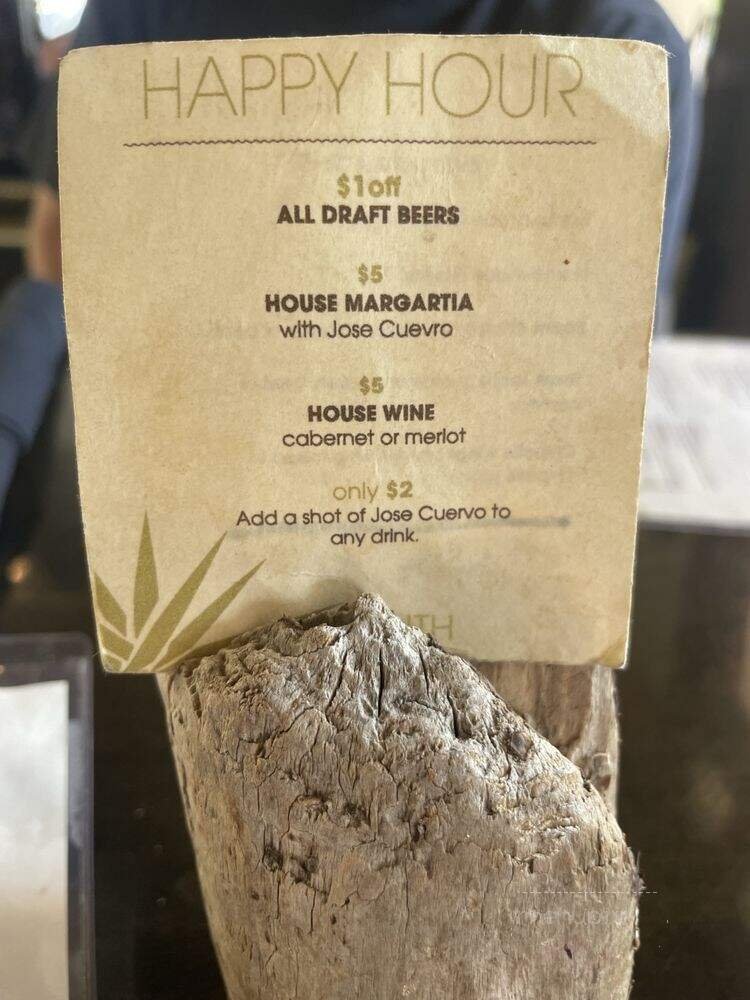 HAPPY HOUR
$1off
ALL DRAFT BEERS
$5
HOUSE MARGARTIA
with Jose Cuevro
$5
HOUSE WINE
cabernet or merlot
only $2
Add a shot of Jose Cuervo to
any drink.